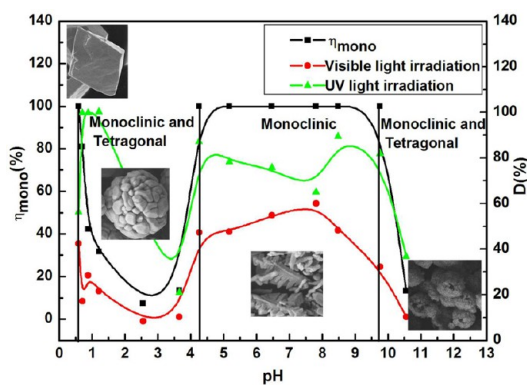 140
120
100
80
60
40
20
0
η mono (%)
140
120
100
80
60
40
20
0
D(%)
η mono
Visible light irradiation
UV light irradiation
Monoclinic and
Tetragonal
Monoclinic
Monoclinic and
Tetragonal
0 1 2 3 4 5 6 7 8 9 10 11 12 13
pH